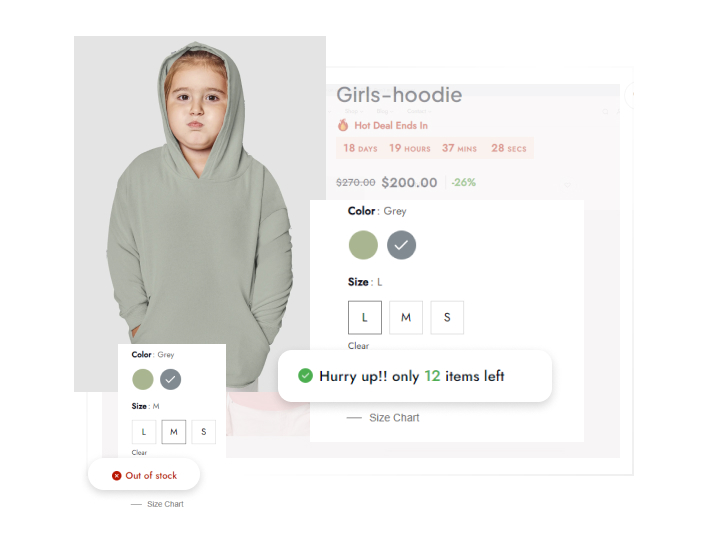 Girls-hoodie
Hot Deal Ends In
18 DAYS 19 HOURS 37 MINS 28 SECS
$270.00 $200.00 -26%
Color: Grey
Size: L
L M S
Clear
Hurry up!! only 12 items left
Size Chart
Color: Grey
Size: M
L M S
Clear
Out of stock
Size Chart